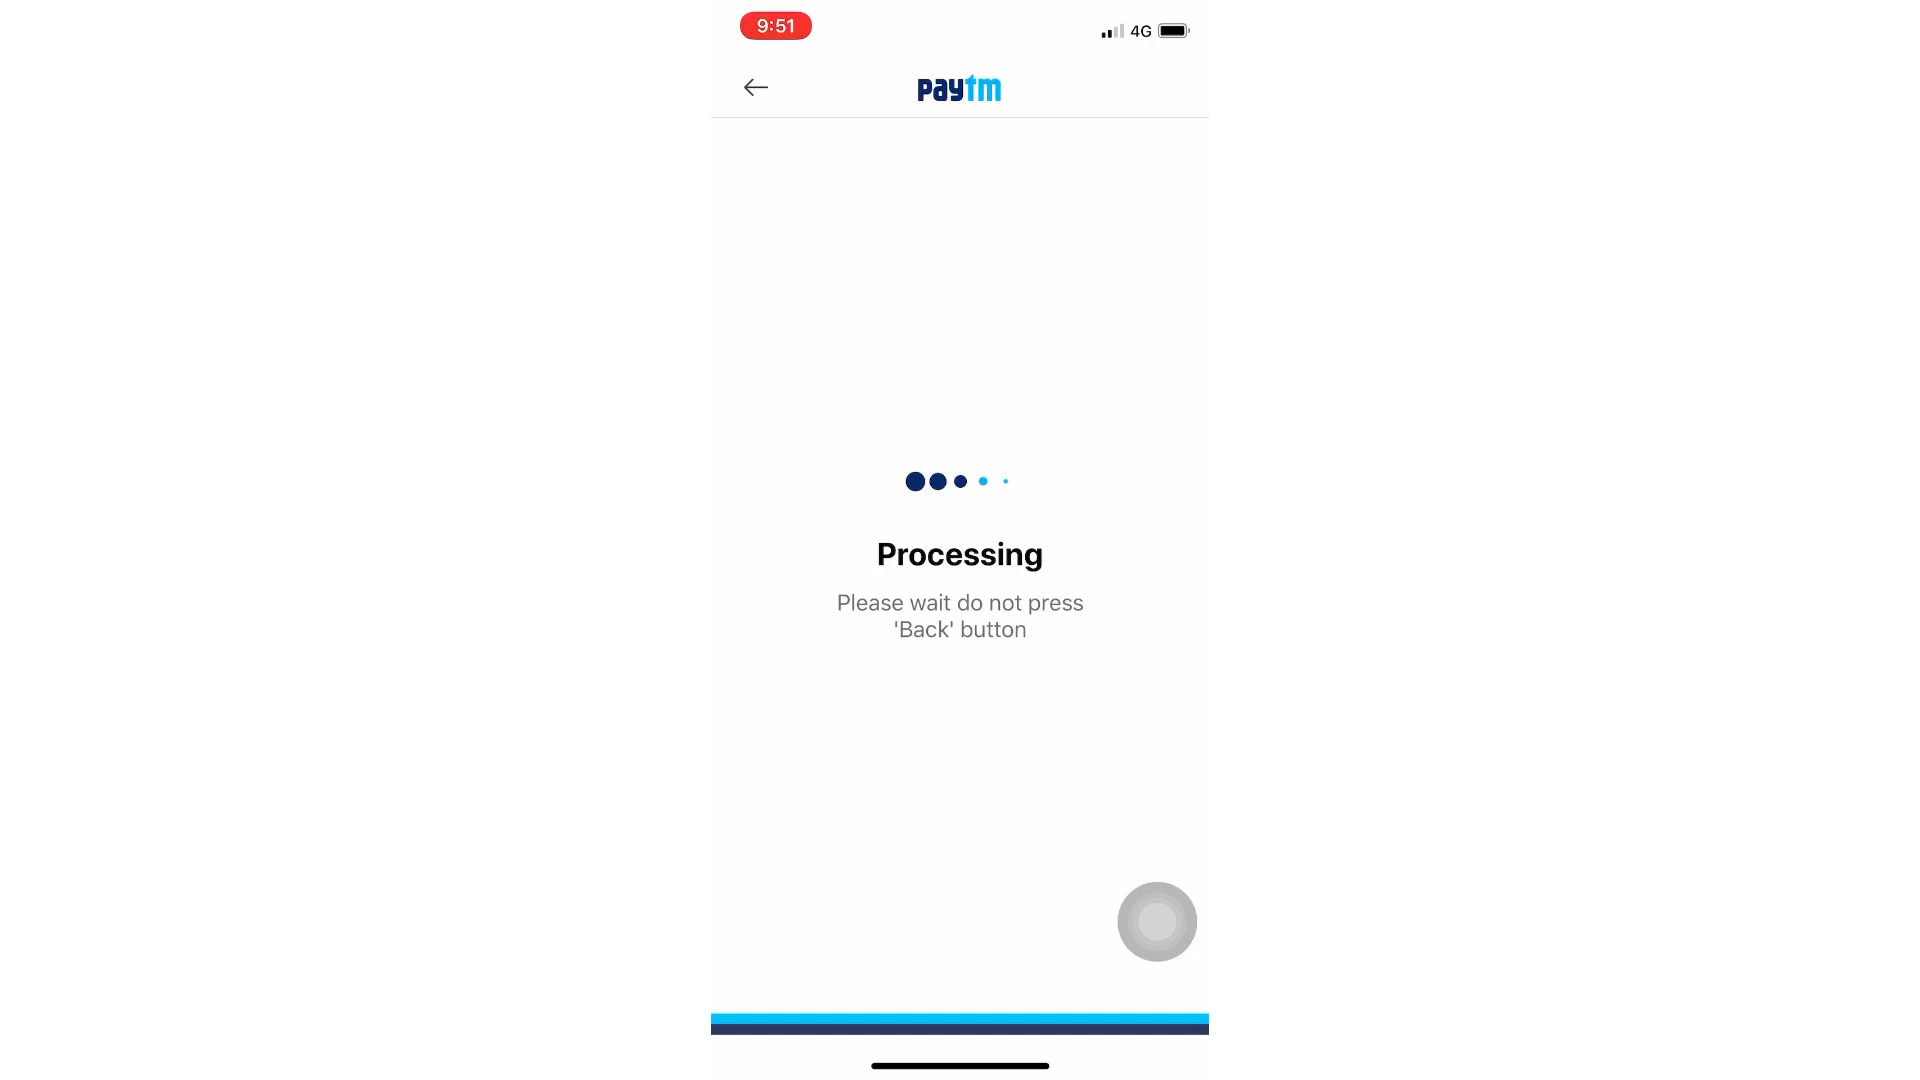 9:51
4G
paytm
Processing
Please wait do not press
'Back' button